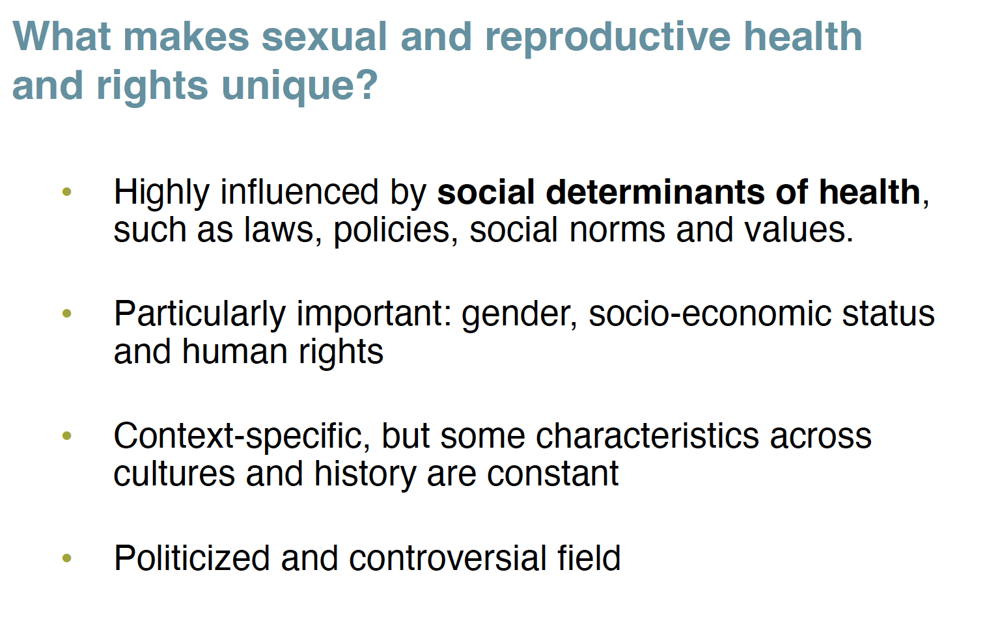 What makes sexual and reproductive health
and rights unique?
• Highly influenced by social determinants of health,
such as laws, policies, social norms and values.
• Particularly important: gender, socio-economic status
and human rights
• Context-specific, but some characteristics across
cultures and history are constant
• Politicized and controversial field